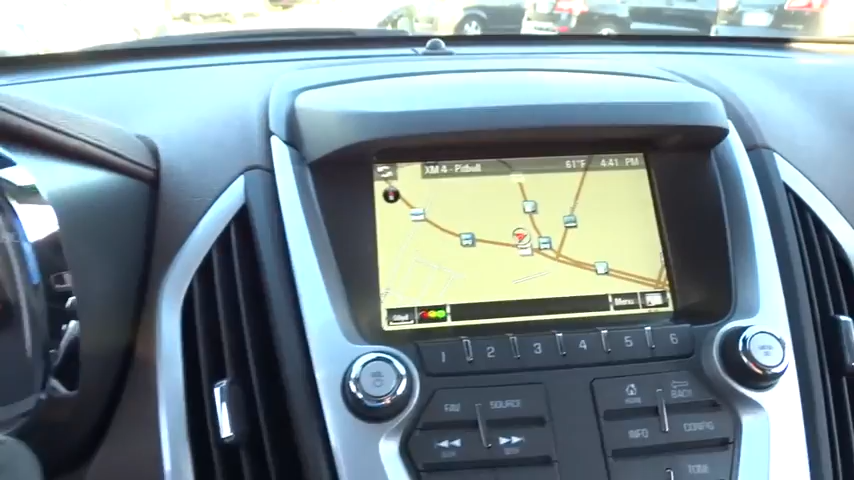 XM 4 - Pitbull 61°F 4:41 PM
Menu
1 2 3 4 5 6
FAV SOURCE
BACK
INFO CONFIG
TONE